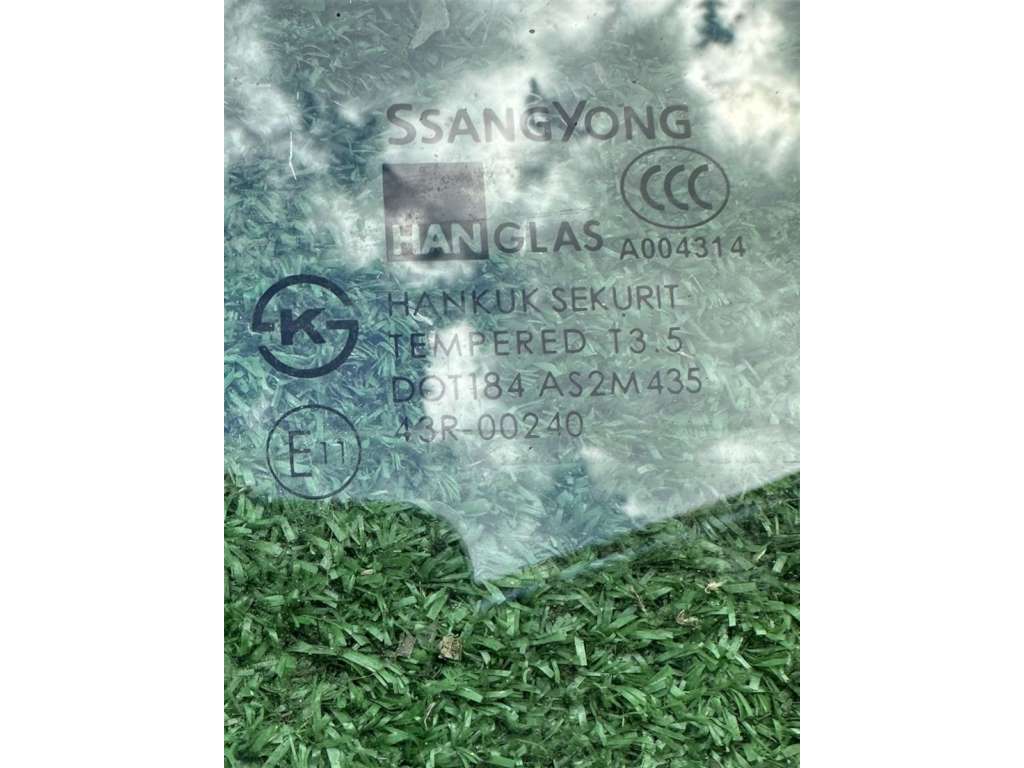 SSANGYONG
CCC
HANGLAS
A004314
HANKUK SEKURIT
K
TEMPERED T3.5
DOT184 AS2M435
43R-00240
E11